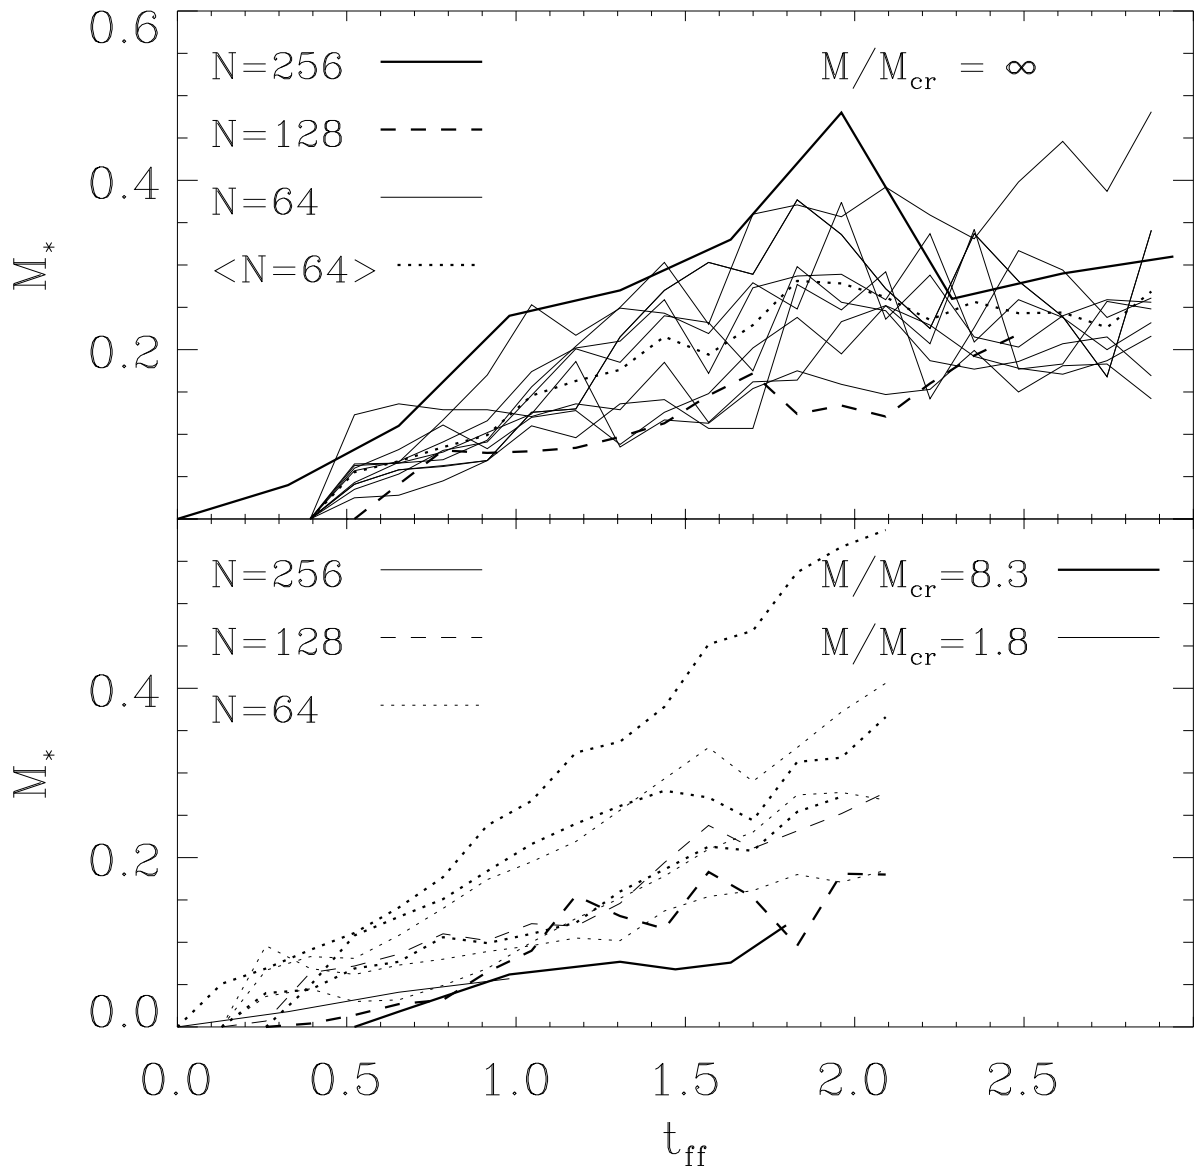 0.6
N=256
M/M_cr = ∞
N=128
0.4
N=64
M_*
<N=64>
0.2
N=256
M/M_cr=8.3
N=128
M/M_cr=1.8
0.4
N=64
M_*
0.2
0.0
0.0 0.5 1.0 1.5 2.0 2.5
t_ff